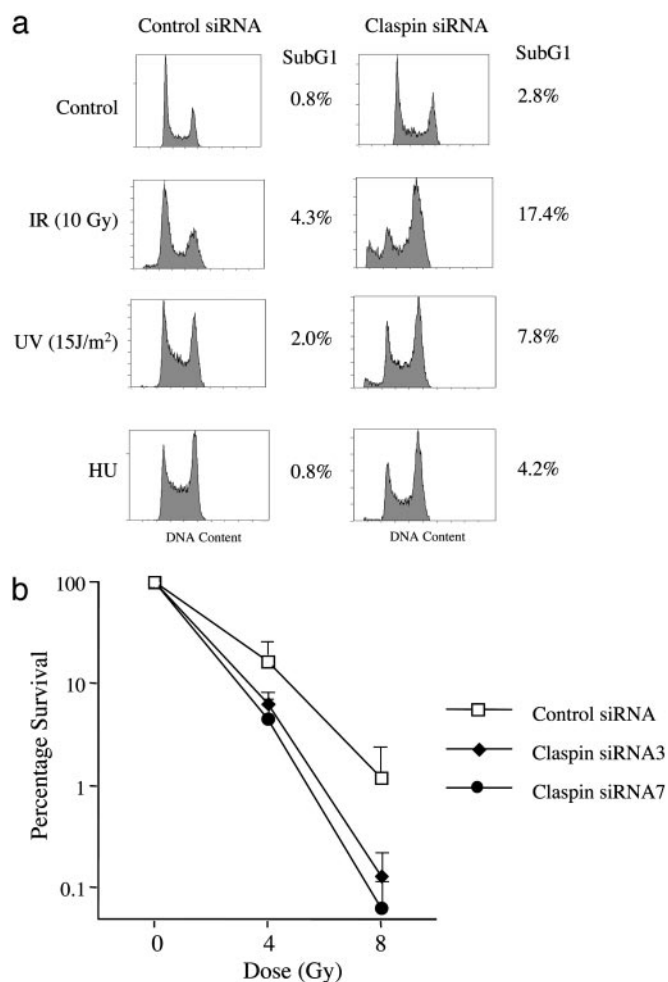 a
Control siRNA
Claspin siRNA
SubG1
SubG1
Control
0.8%
2.8%
IR (10 Gy)
4.3%
17.4%
UV (15J/m²)
2.0%
7.8%
HU
0.8%
4.2%
DNA Content
DNA Content
b
Percentage Survival
100
10
1
0.1
0
4
8
Dose (Gy)
Control siRNA
Claspin siRNA3
Claspin siRNA7